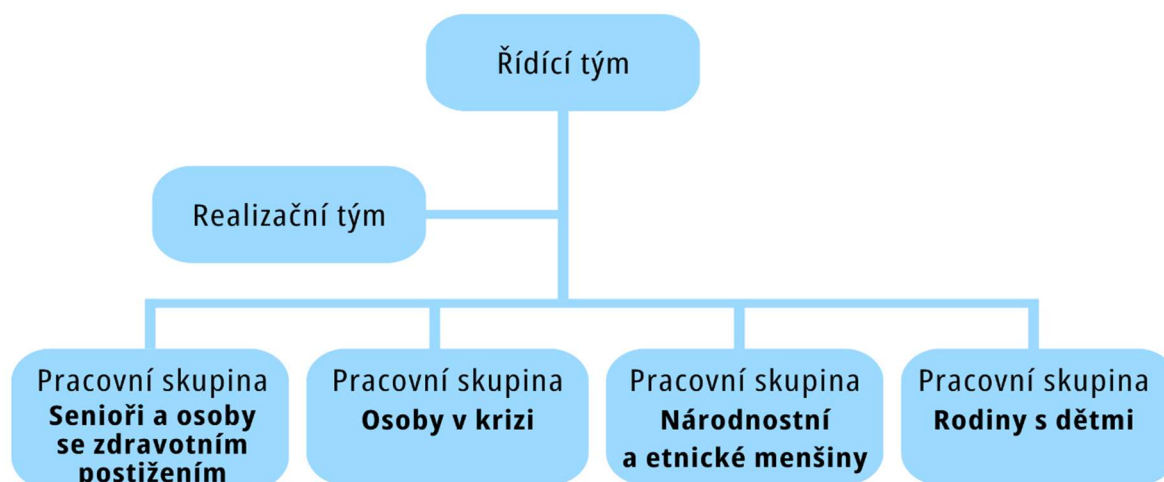 Řídící tým
Realizační tým
Pracovní skupina
Senioři a osoby
se zdravotním
postižením
Pracovní skupina
Osoby v krizi
Pracovní skupina
Národnostní
a etnické menšiny
Pracovní skupina
Rodiny s dětmi